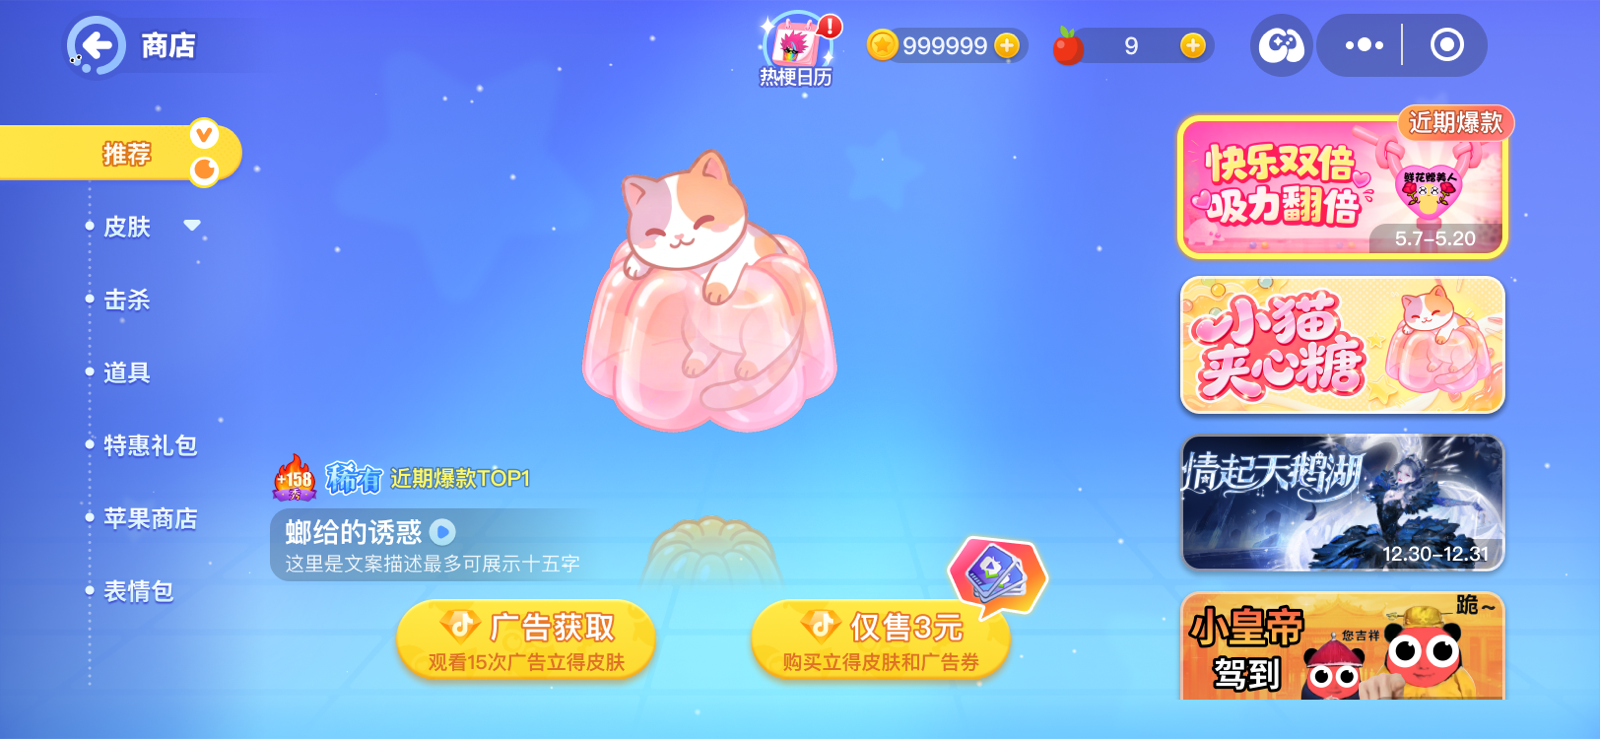 商店
热梗日历
999999
9
推荐
皮肤
击杀
道具
特惠礼包
苹果商店
表情包
+158
秀
稀有
近期爆款TOP1
螂给的诱惑
这里是文案描述最多可展示十五字
广告获取
观看15次广告立得皮肤
仅售3元
购买立得皮肤和广告券
近期爆款
快乐双倍
吸力翻倍
鲜花赠美人
5.7-5.20
小猫
夹心糖
情起天鹅湖
12.30-12.31
小皇帝
驾到
您吉祥
跪~